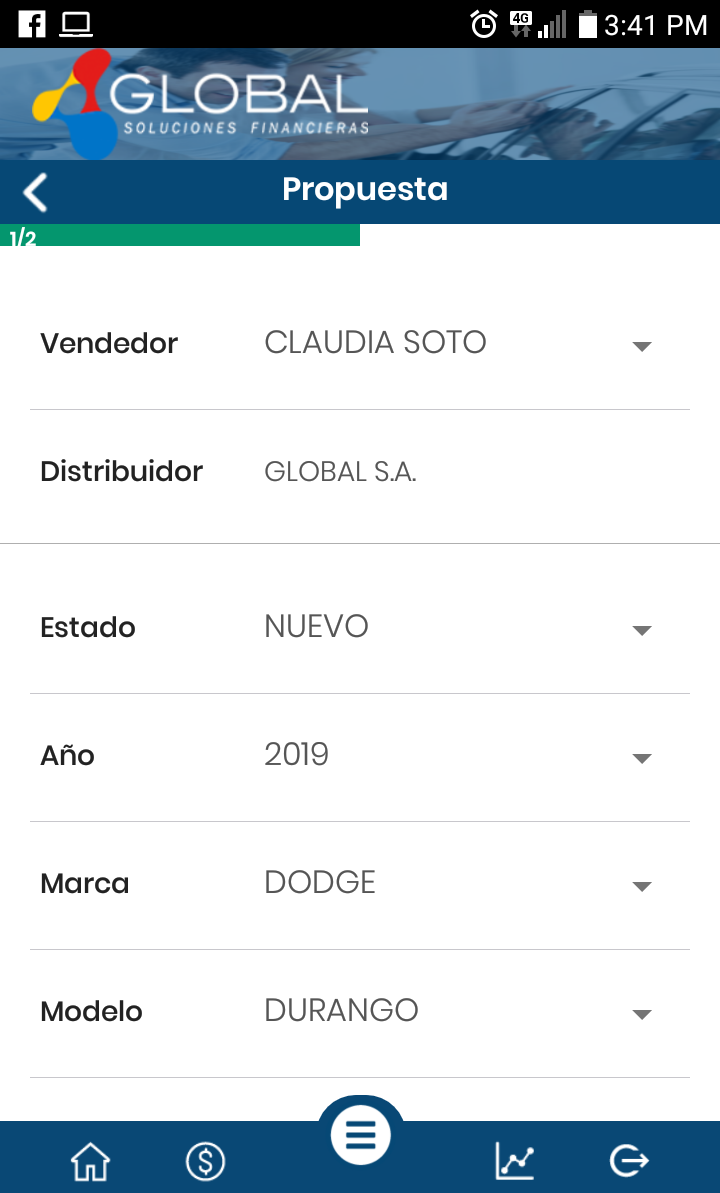 4G
3:41 PM
GLOBAL
SOLUCIONES FINANCIERAS
Propuesta
1/2
Vendedor CLAUDIA SOTO
Distribuidor GLOBAL S.A.
Estado NUEVO
Año 2019
Marca DODGE
Modelo DURANGO